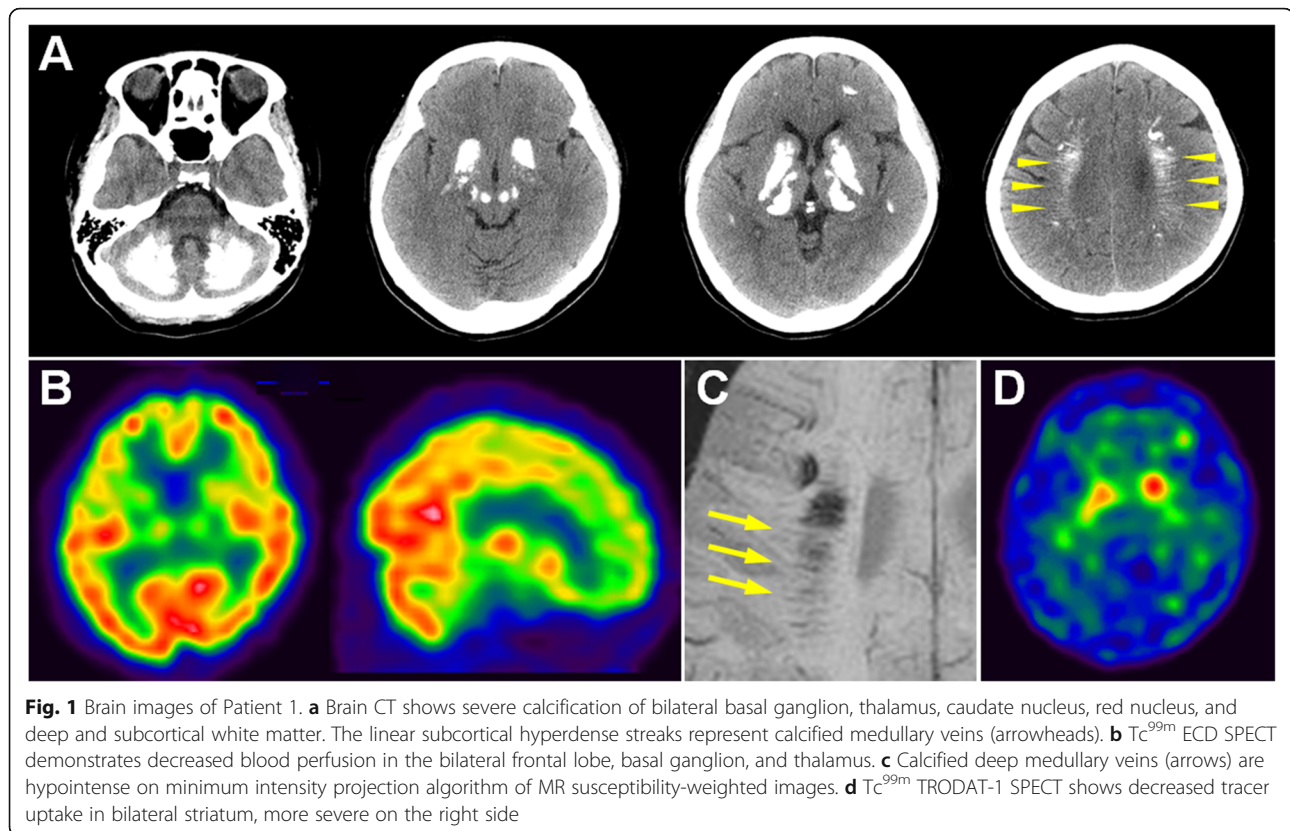 A
B
C
D
Fig. 1 Brain images of Patient 1. a Brain CT shows severe calcification of bilateral basal ganglion, thalamus, caudate nucleus, red nucleus, and
deep and subcortical white matter. The linear subcortical hyperdense streaks represent calcified medullary veins (arrowheads). b Tc99m ECD SPECT
demonstrates decreased blood perfusion in the bilateral frontal lobe, basal ganglion, and thalamus. c Calcified deep medullary veins (arrows) are
hypointense on minimum intensity projection algorithm of MR susceptibility-weighted images. d Tc99m TRODAT-1 SPECT shows decreased tracer
uptake in bilateral striatum, more severe on the right side